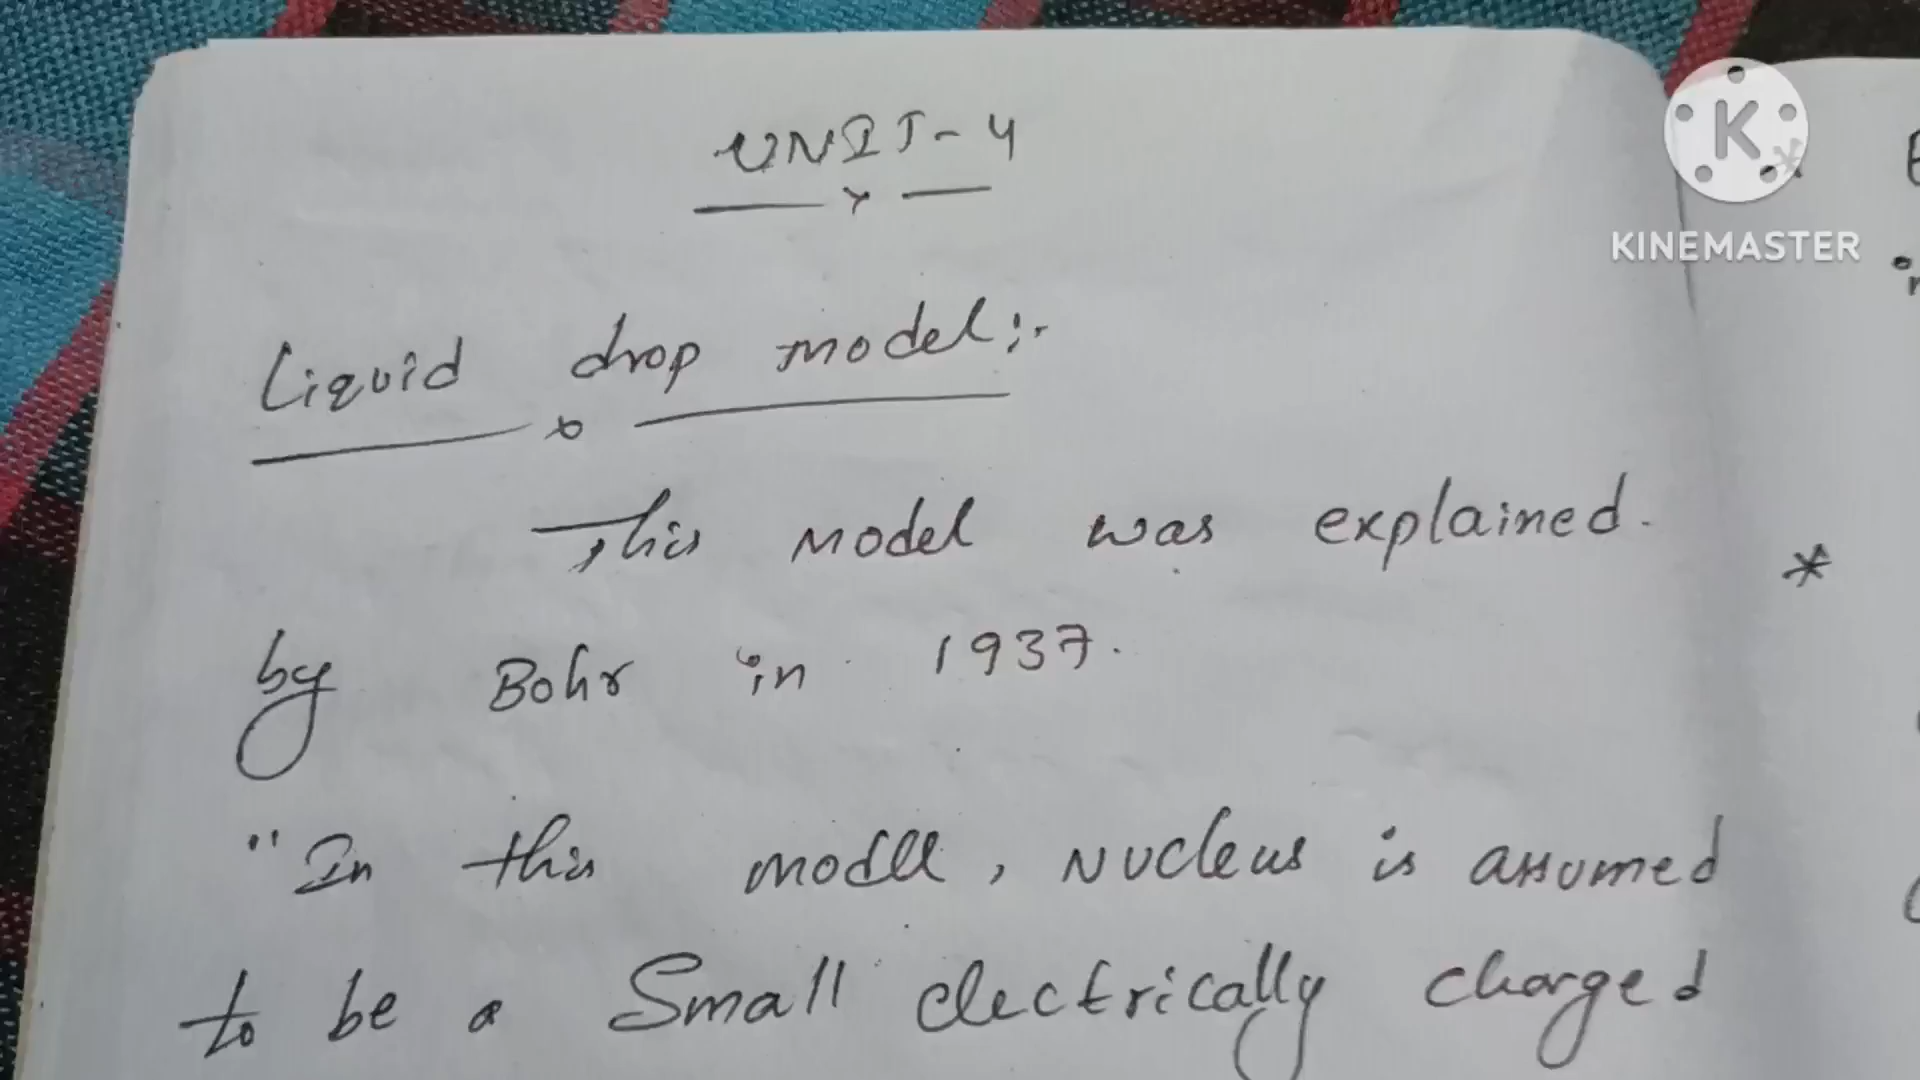 UNIT-4
Liquid drop model:-
This model was explained.
by Bohr in 1937.
"In this model, Nucleus is assumed
to be a Small electrically charged
K
KINEMASTER
*